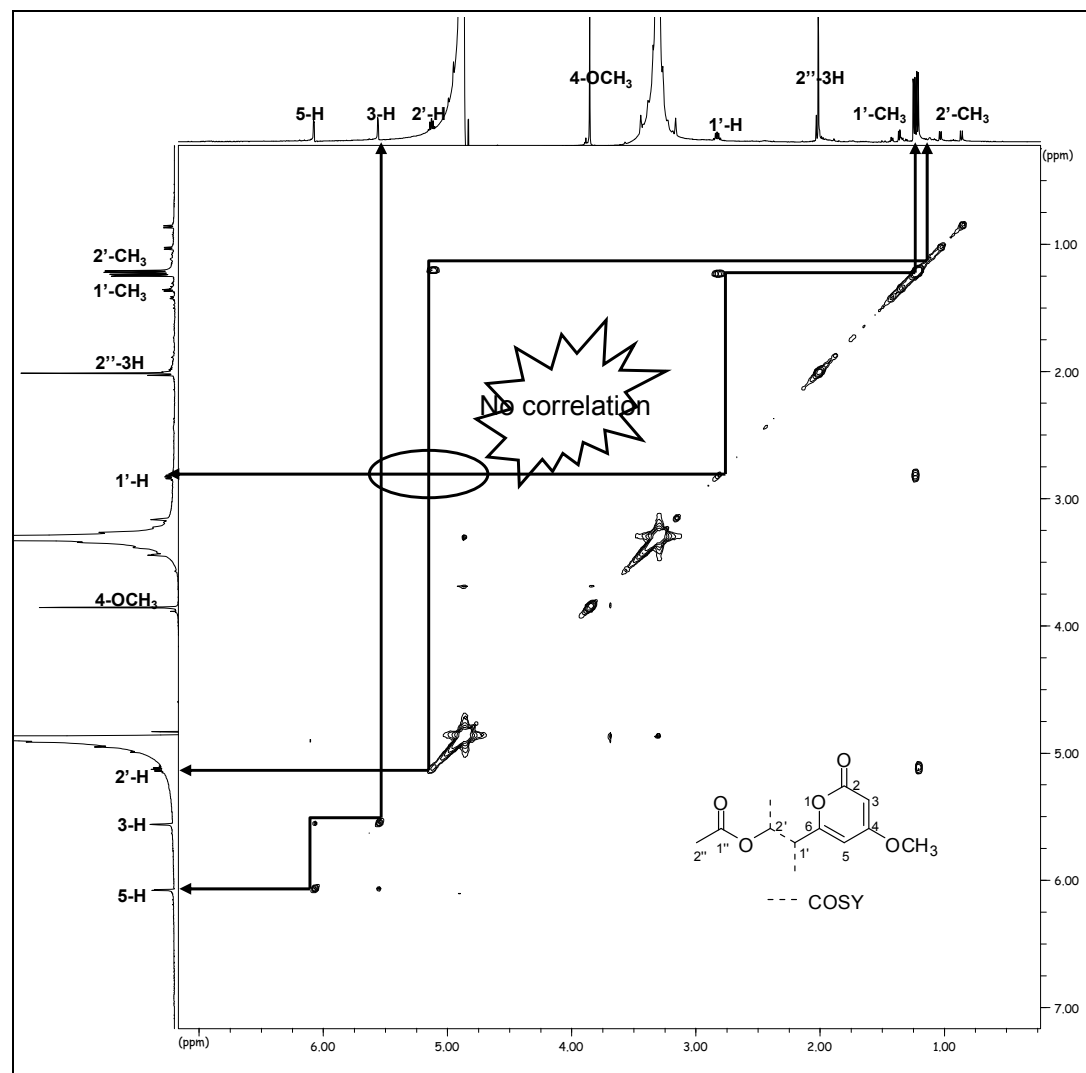 4-OCH3
2''-3H
5-H
3-H
2'-H
1'-H
1'-CH3
2'-CH3
(ppm)
2'-CH3
1'-CH3
2''-3H
1'-H
4-OCH3
2'-H
3-H
5-H
No correlation
1.00
2.00
3.00
4.00
5.00
6.00
7.00
O
O
1
2
3
O
2'
6
4
1''
O
1'
5
OCH3
2''
COSY
(ppm)
6.00
5.00
4.00
3.00
2.00
1.00